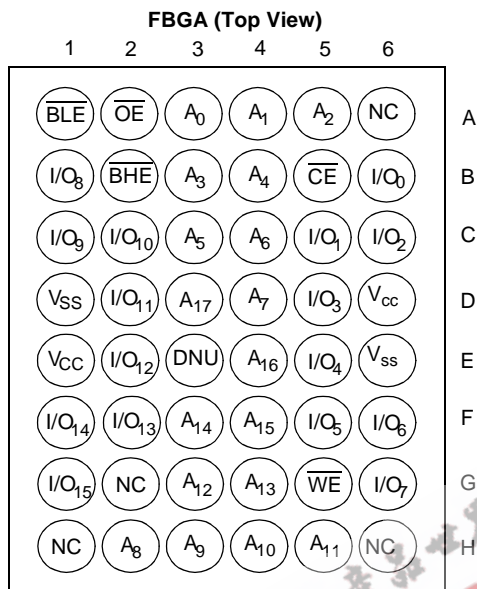 FBGA (Top View)
1 2 3 4 5 6
BLE OE A0 A1 A2 NC A
I/O8 BHE A3 A4 CE I/O0 B
I/O9 I/O10 A5 A6 I/O1 I/O2 C
VSS I/O11 A17 A7 I/O3 Vcc D
VCC I/O12 DNU A16 I/O4 Vss E
I/O14 I/O13 A14 A15 I/O5 I/O6 F
I/O15 NC A12 A13 WE I/O7 G
NC A8 A9 A10 A11 NC H